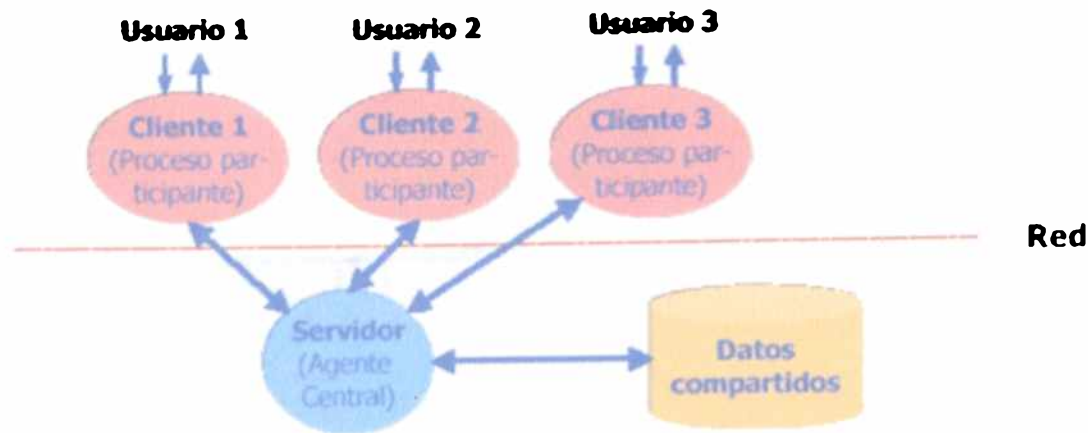 Usuario 1
Usuario 2
Usuario 3
Cliente 1
(Proceso par-
ticipante)
Cliente 2
(Proceso par-
ticipante)
Cliente 3
(Proceso par-
ticipante)
Red
Servidor
(Agente
Central)
Datos
compartidos